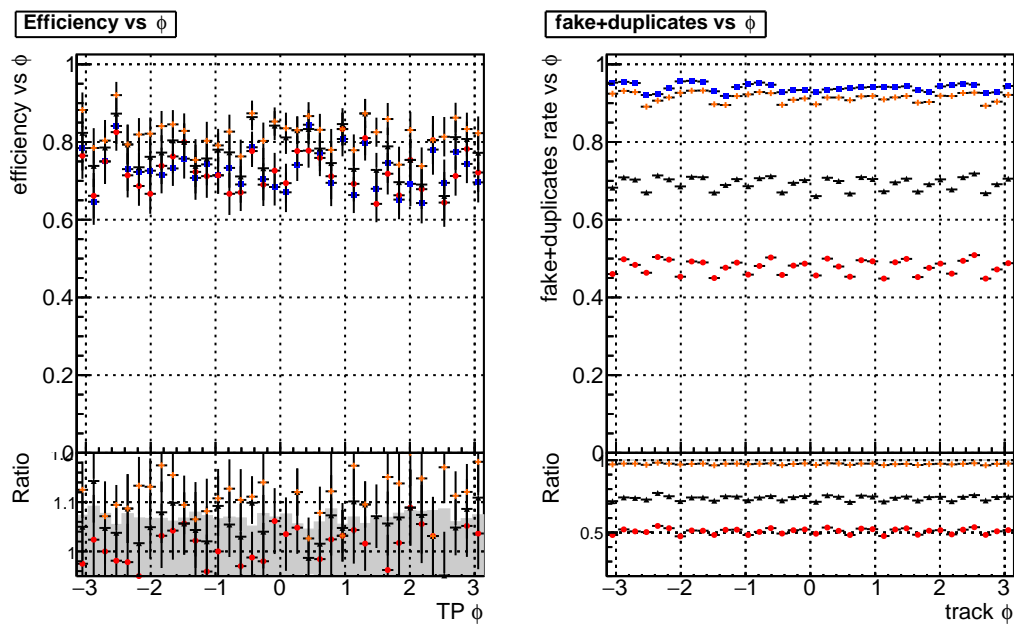 Efficiency vs ϕ
efficiency vs ϕ
1
0.8
0.6
0.4
0.2
0
Ratio
1.1
1
−3 −2 −1 0 1 2 3
TP ϕ
fake+duplicates vs ϕ
fake+duplicates rate vs ϕ
1
0.8
0.6
0.4
0.2
0
Ratio
1
0.5
−3 −2 −1 0 1 2 3
track ϕ